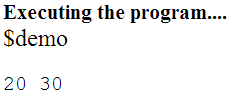 Executing the program....
$demo
20 30